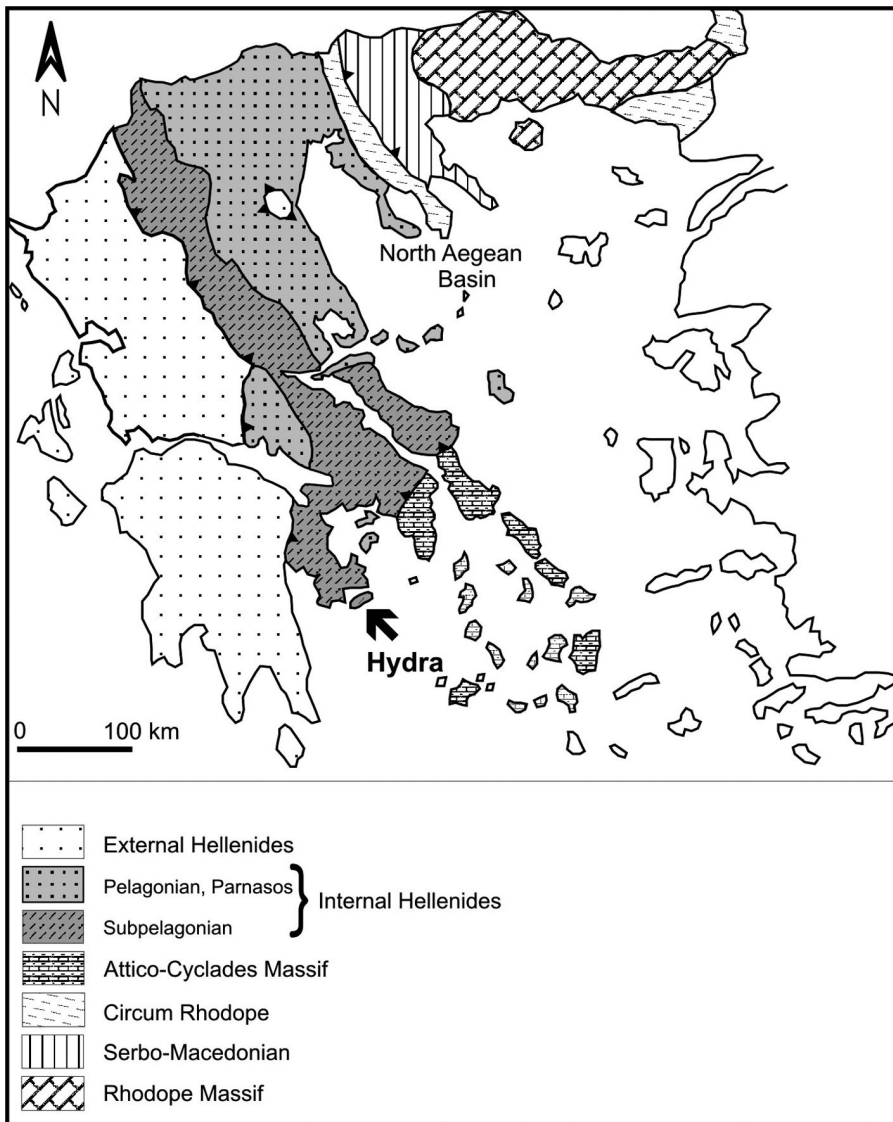 N
North Aegean
Basin
Hydra
0 100 km
External Hellenides
Pelagonian, Parnasos
Internal Hellenides
Subpelagonian
Attico-Cyclades Massif
Circum Rhodope
Serbo-Macedonian
Rhodope Massif